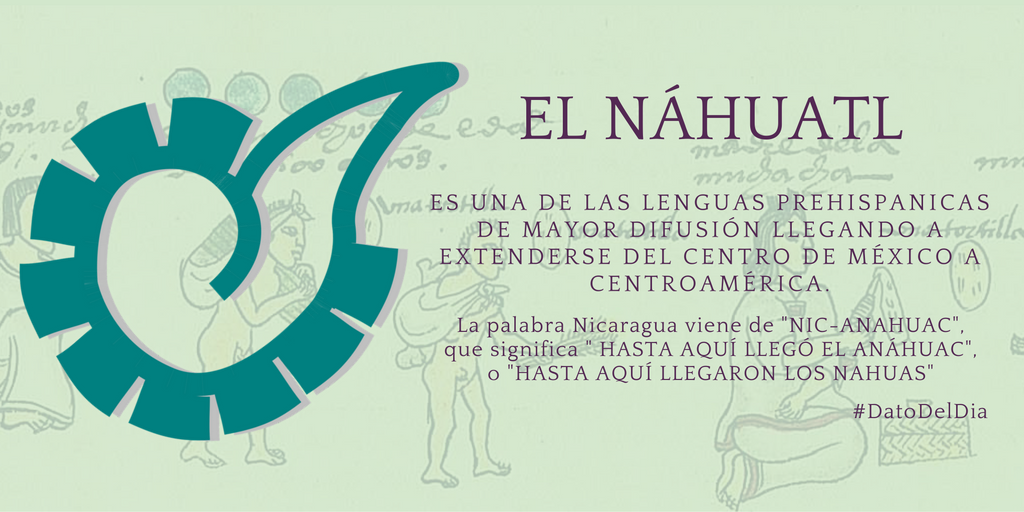 EL NÁHUATL
ES UNA DE LAS LENGUAS PREHISPANICAS
DE MAYOR DIFUSIÓN LLEGANDO A
EXTENDERSE DEL CENTRO DE MÉXICO A
CENTROAMÉRICA.
La palabra Nicaragua viene de "NIC-ANAHUAC",
que significa " HASTA AQUÍ LLEGÓ EL ANÁHUAC",
o "HASTA AQUÍ LLEGARON LOS NAHUAS"
#DatoDelDia